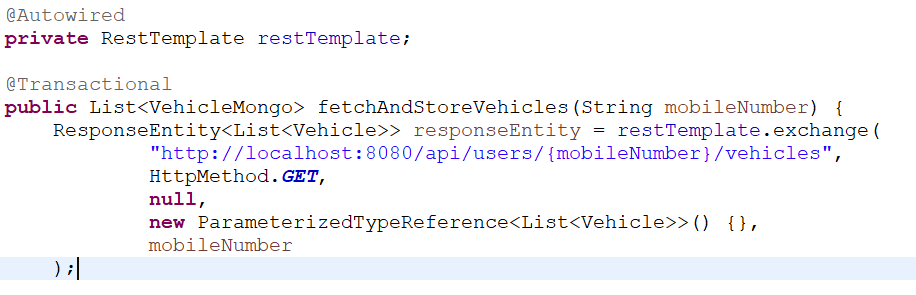 @Autowired
private RestTemplate restTemplate;
@Transactional
public List<VehicleMongo> fetchAndStoreVehicles(String mobileNumber) {
ResponseEntity<List<Vehicle>> responseEntity = restTemplate.exchange(
"http://localhost:8080/api/users/{mobileNumber}/vehicles",
HttpMethod.GET,
null,
new ParameterizedTypeReference<List<Vehicle>>() {},
mobileNumber
);